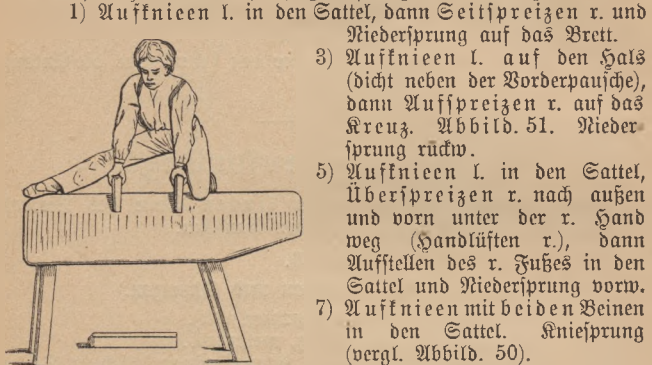 1) Aufknieen l. in den Sattel, dann Seitspreizen r. und
Niedersprung auf das Brett.
3) Aufknieen l. auf den Hals
(dicht neben der Vorderpausche),
dann Aufspreizen r. auf das
Kreuz. Abbild. 51. Nieder
sprung rückw.
5) Aufknieen l. in den Sattel,
Überspreizen r. nach außen
und vorn unter der r. Hand
weg (Handlüften r.), dann
Aufstellen des r. Fußes in den
Sattel und Niedersprung vorw.
7) Aufknieen mit beiden Beinen
in den Sattel. Kniesprung
(vergl. Abbild. 50).